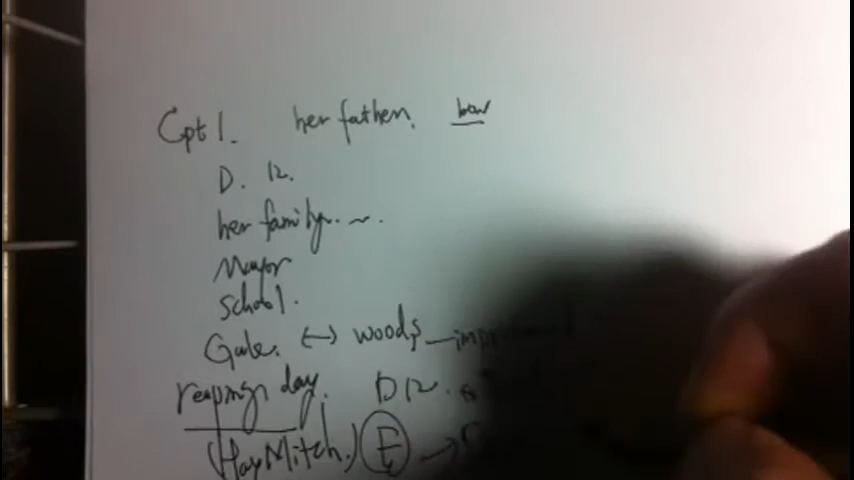 Cpt 1. her father. bow
D. 12.
her family. ~.
Mayor
School.
Gale. ↔ woods —
reaping day. D12.
(HayMitch.) E →